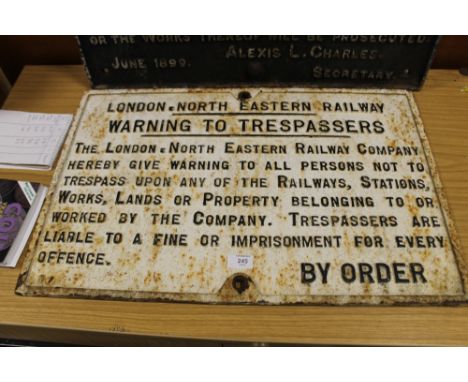 OR THE WORKS THEREOF WILL BE PROSECUTED
ALEXIS L. CHARLES.
JUNE 1899.
SECRETARY.
LONDON & NORTH EASTERN RAILWAY
WARNING TO TRESPASSERS
THE LONDON & NORTH EASTERN RAILWAY COMPANY
HEREBY GIVE WARNING TO ALL PERSONS NOT TO
TRESPASS UPON ANY OF THE RAILWAYS, STATIONS,
WORKS, LANDS OR PROPERTY BELONGING TO OR
WORKED BY THE COMPANY. TRESPASSERS ARE
LIABLE TO A FINE OR IMPRISONMENT FOR EVERY
OFFENCE.
BY ORDER
245